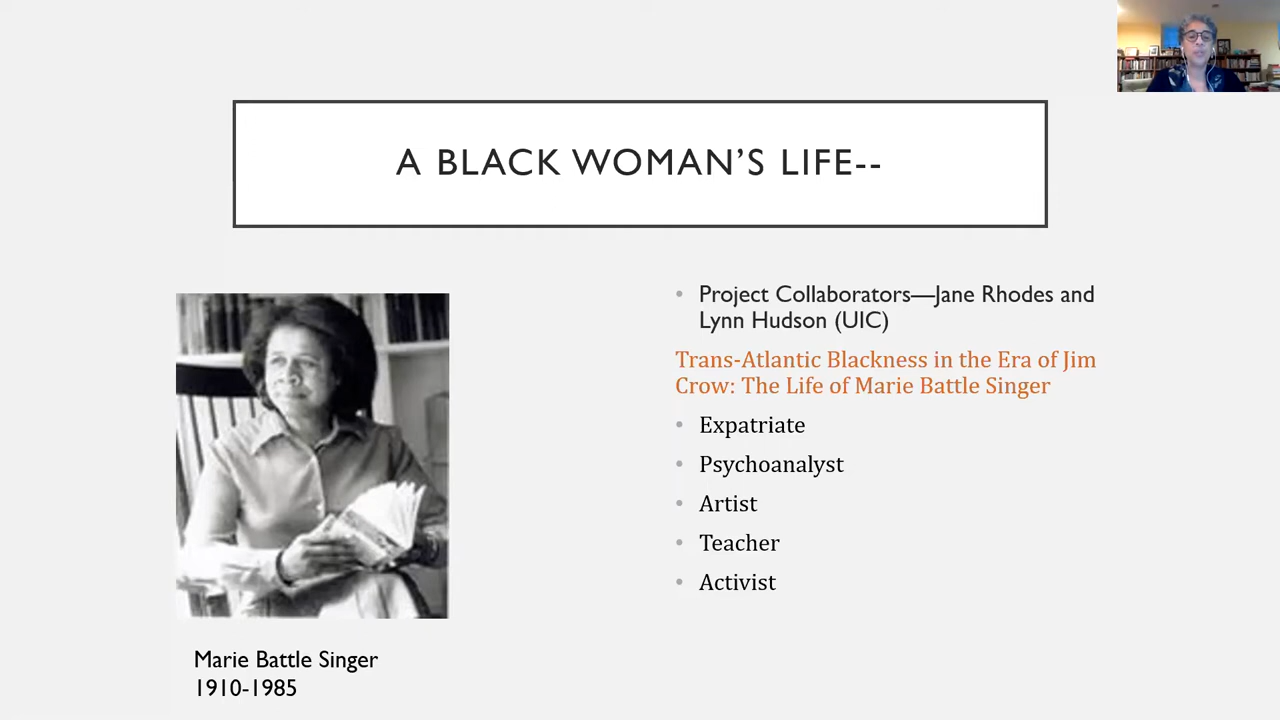 A BLACK WOMAN’S LIFE--
• Project Collaborators—Jane Rhodes and
Lynn Hudson (UIC)
Trans-Atlantic Blackness in the Era of Jim
Crow: The Life of Marie Battle Singer
• Expatriate
• Psychoanalyst
• Artist
• Teacher
• Activist
Marie Battle Singer
1910-1985